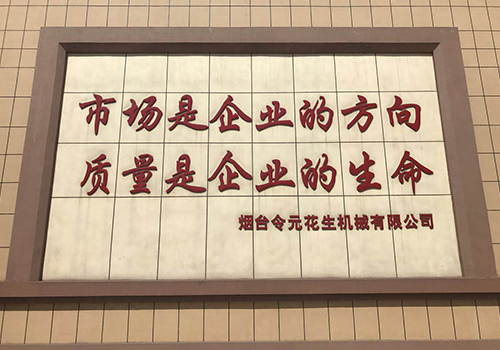 市场是企业的方向
质量是企业的生命
烟台令元花生机械有限公司